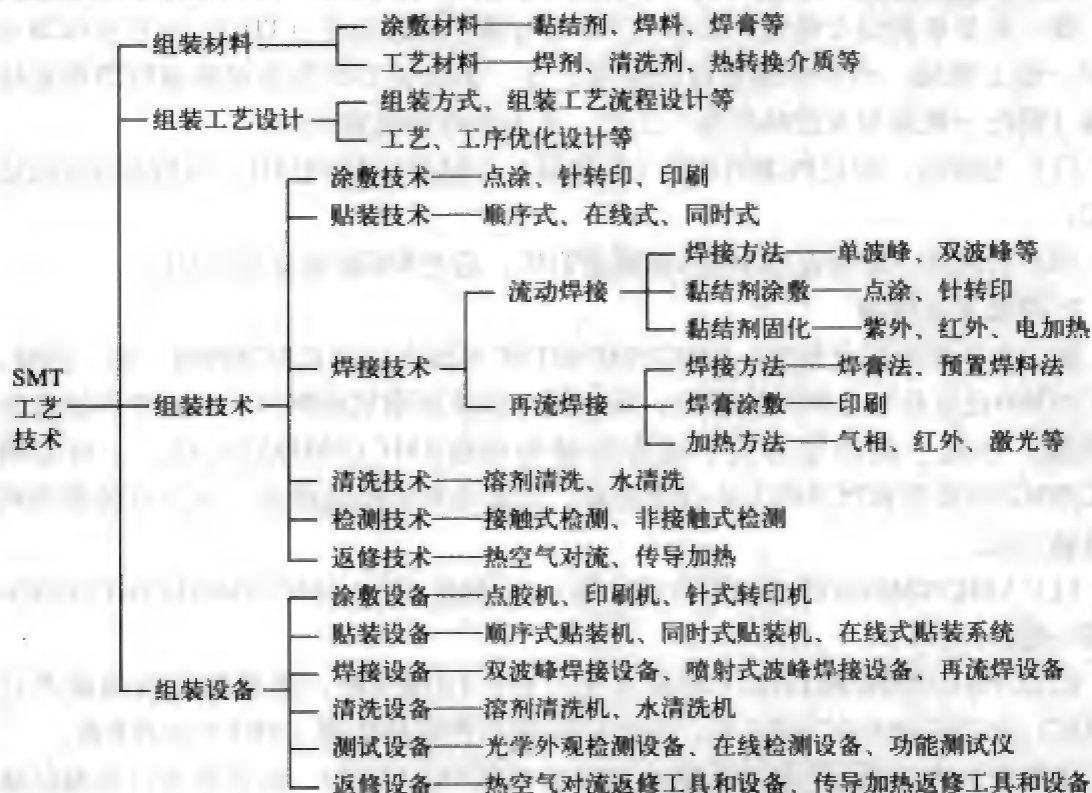 组装材料
涂敷材料——黏结剂、焊料、焊膏等
工艺材料——焊剂、清洗剂、热转换介质等
组装工艺设计
组装方式、组装工艺流程设计等
工艺、工序优化设计等
涂敷技术——点涂、针转印、印刷
贴装技术——顺序式、在线式、同时式
焊接方法——单波峰、双波峰等
流动焊接
黏结剂涂敷——点涂、针转印
黏结剂固化——紫外、红外、电加热
焊接技术
焊接方法——焊膏法、预置焊料法
SMT
工艺
技术
组装技术
再流焊接
焊膏涂敷——印刷
加热方法——气相、红外、激光等
清洗技术——溶剂清洗、水清洗
检测技术——接触式检测、非接触式检测
返修技术——热空气对流、传导加热
涂敷设备——点胶机、印刷机、针式转印机
贴装设备——顺序式贴装机、同时式贴装机、在线式贴装系统
组装设备
焊接设备——双波峰焊接设备、喷射式波峰焊接设备、再流焊设备
清洗设备——溶剂清洗机、水清洗机
测试设备——光学外观检测设备、在线检测设备、功能测试仪
返修设备——热空气对流返修工具和设备、传导加热返修工具和设备